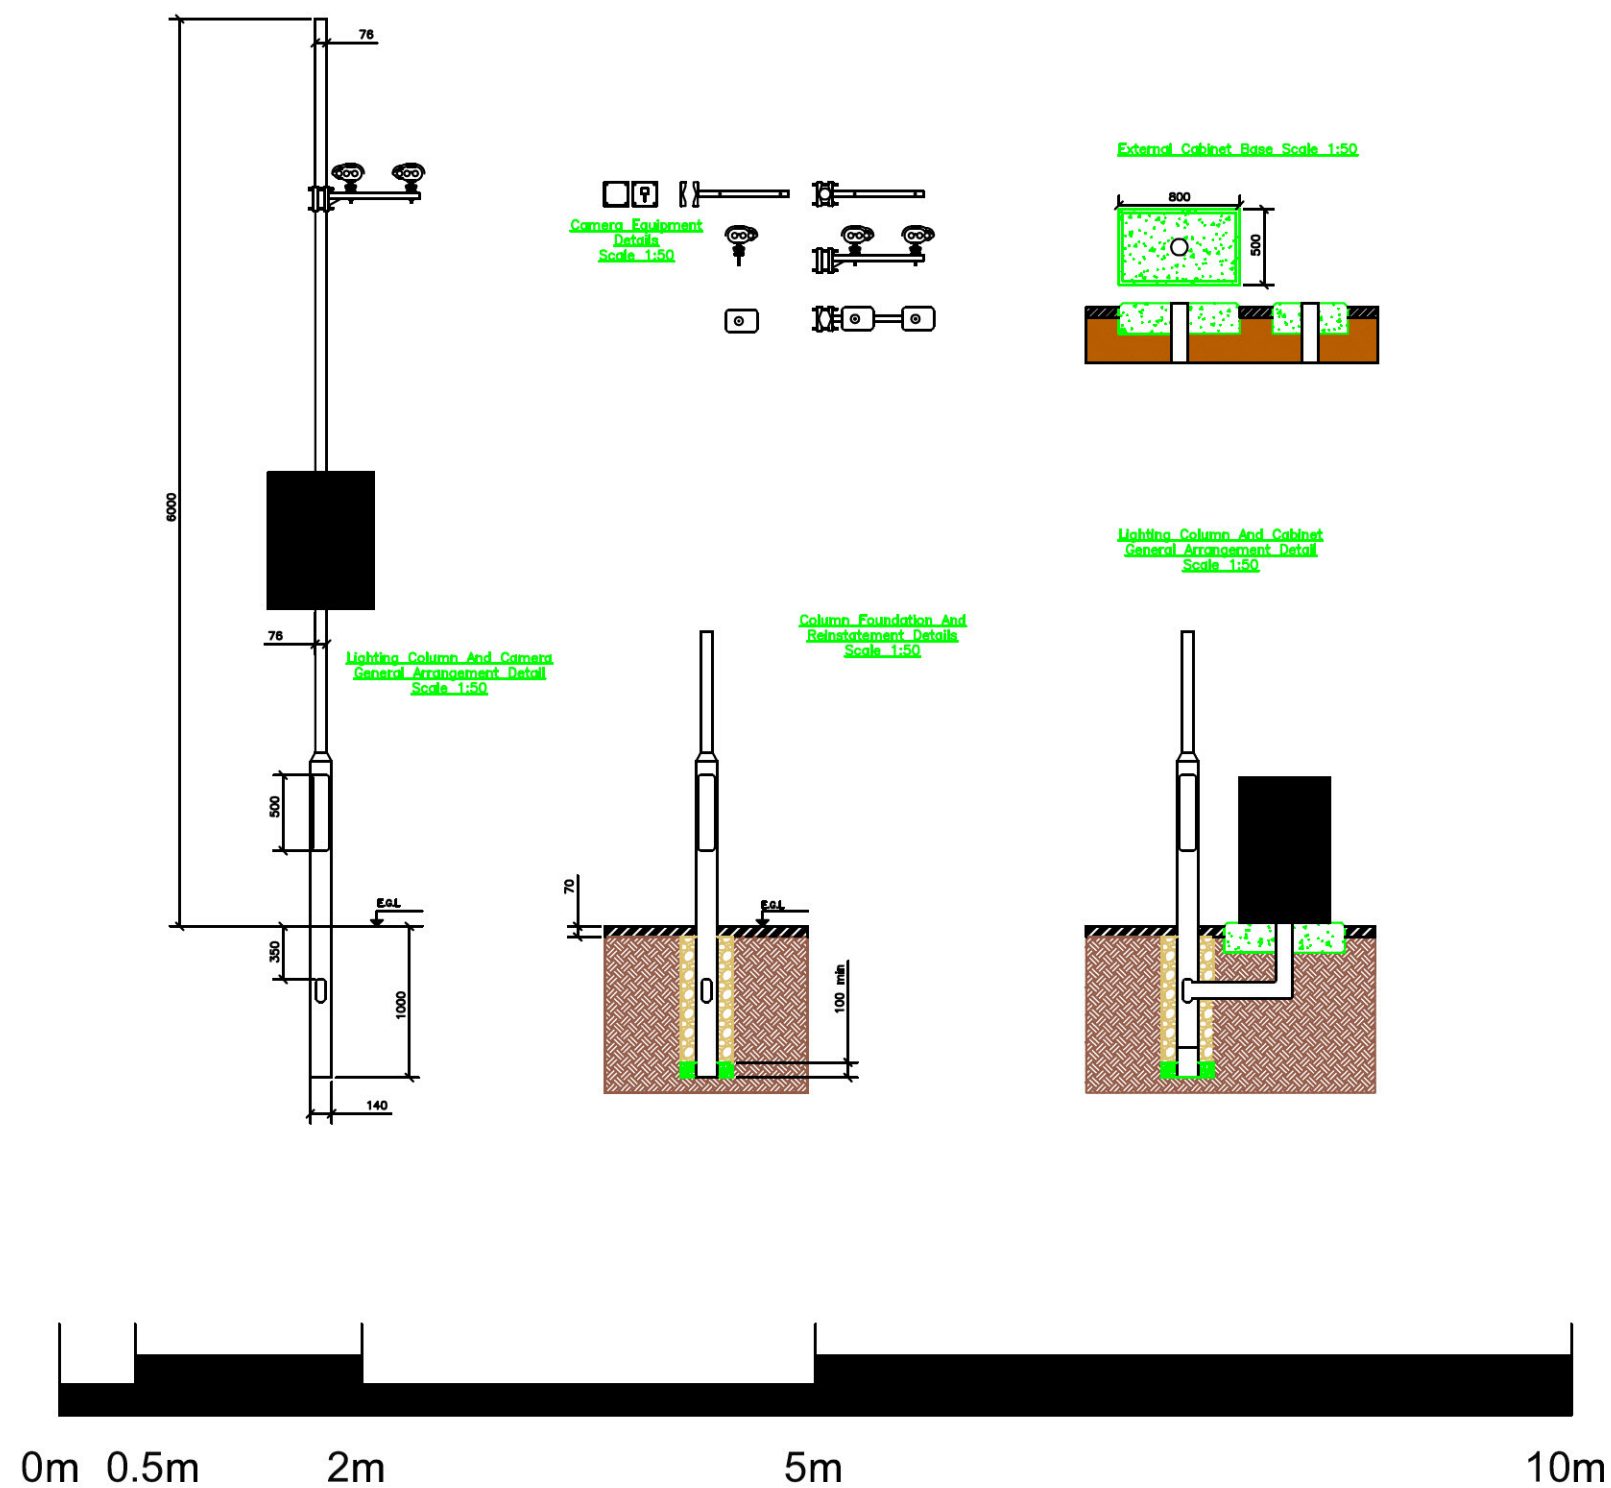 76
External Cabinet Base Scale 1:50
800
500
Camera Equipment
Details
Scale 1:50
6000
Lighting Column And Cabinet
General Arrangement Detail
Scale 1:50
Column Foundation And
Reinstatement Details
Scale 1:50
76
Lighting Column And Camera
General Arrangement Detail
Scale 1:50
500
70
E.G.L
E.G.L
350
1000
100 min
140
0m 0.5m 2m 5m 10m